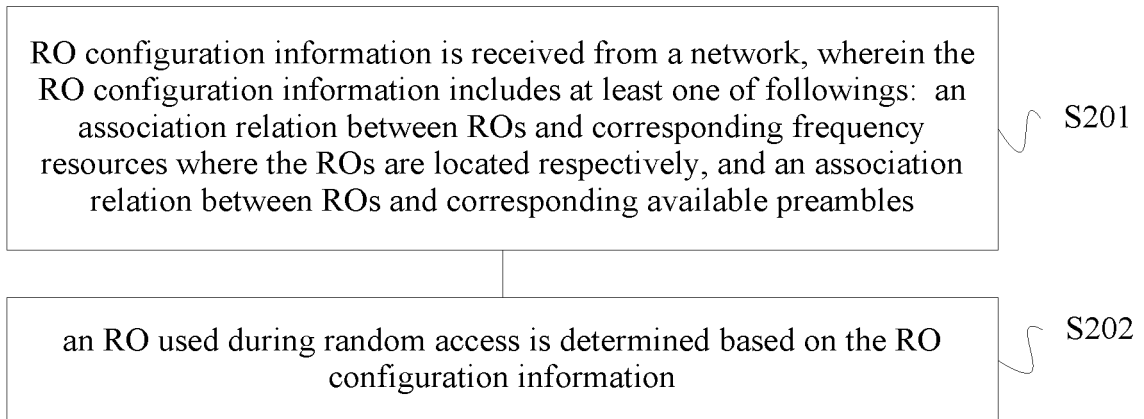 RO configuration information is received from a network, wherein the
RO configuration information includes at least one of followings: an
association relation between ROs and corresponding frequency
resources where the ROs are located respectively, and an association
relation between ROs and corresponding available preambles
S201
an RO used during random access is determined based on the RO
configuration information
S202